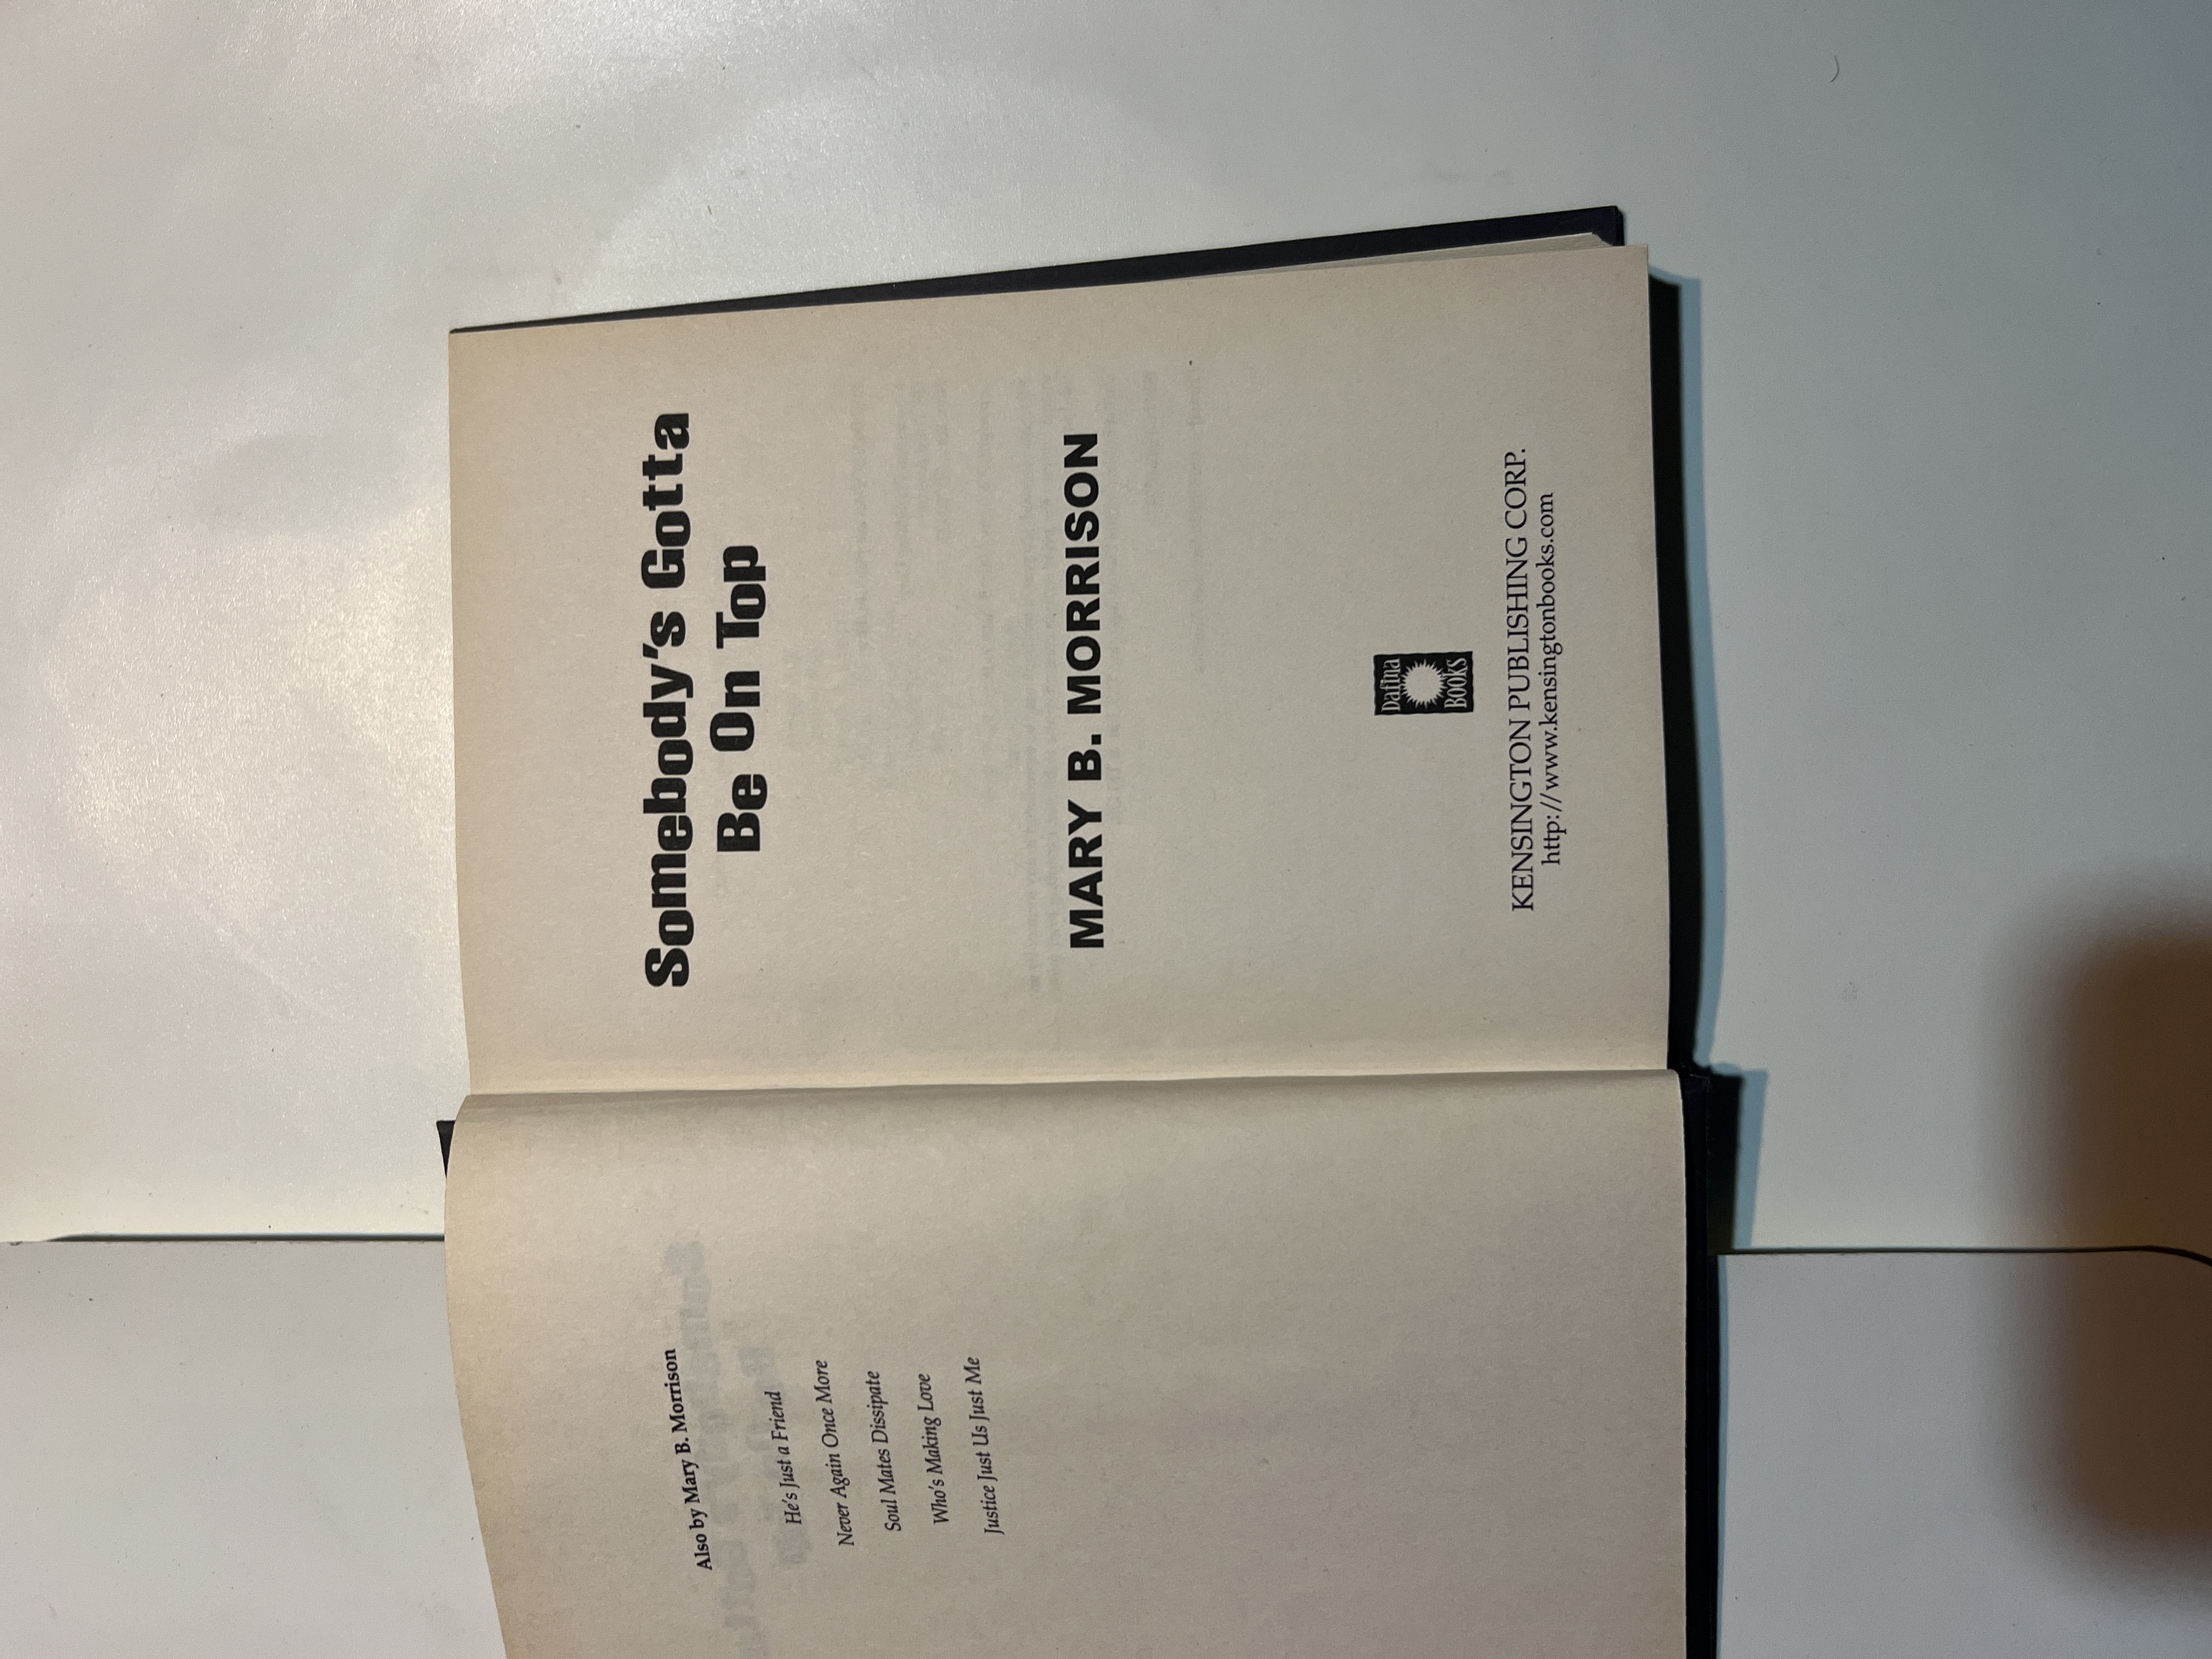 Also by Mary B. Morrison
He's Just a Friend
Never Again Once More
Soul Mates Dissipate
Who's Making Love
Justice Just Us Just Me
Somebody's Gotta
Be On Top
MARY B. MORRISON
Dafina
BOOKS
KENSINGTON PUBLISHING CORP.
http://www.kensingtonbooks.com